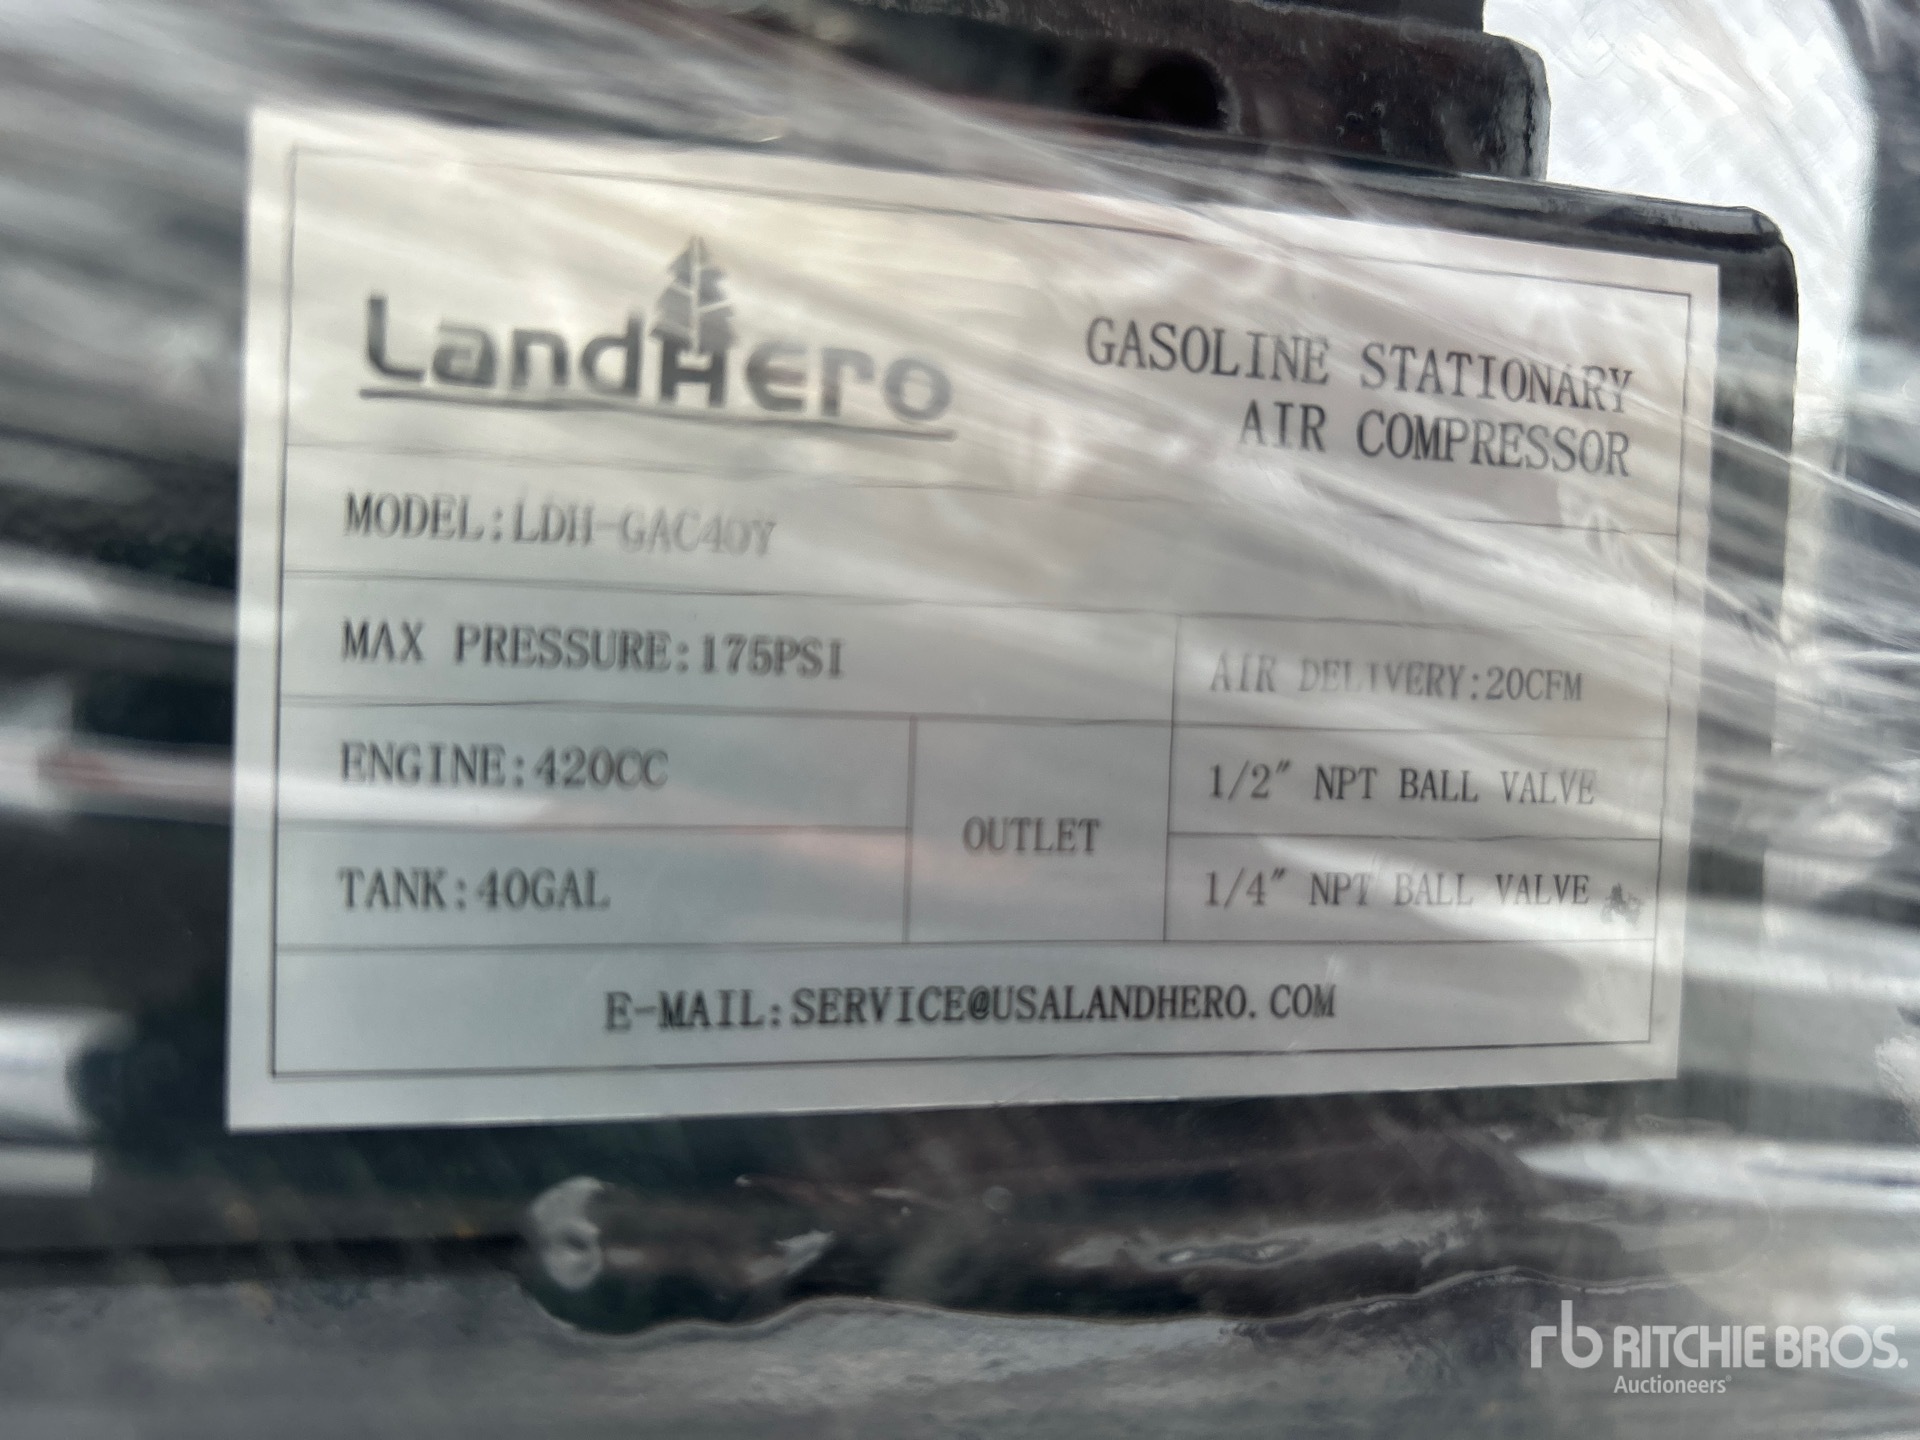 LandHero
GASOLINE STATIONARY
AIR COMPRESSOR
MODEL:LDH-GAC40Y
MAX PRESSURE:175PSI
AIR DELIVERY:20CFM
ENGINE:420CC
OUTLET
1/2" NPT BALL VALVE
TANK:40GAL
1/4" NPT BALL VALVE
E-MAIL:SERVICE@USALANDHERO.COM
rb RITCHIE BROS.
Auctioneers